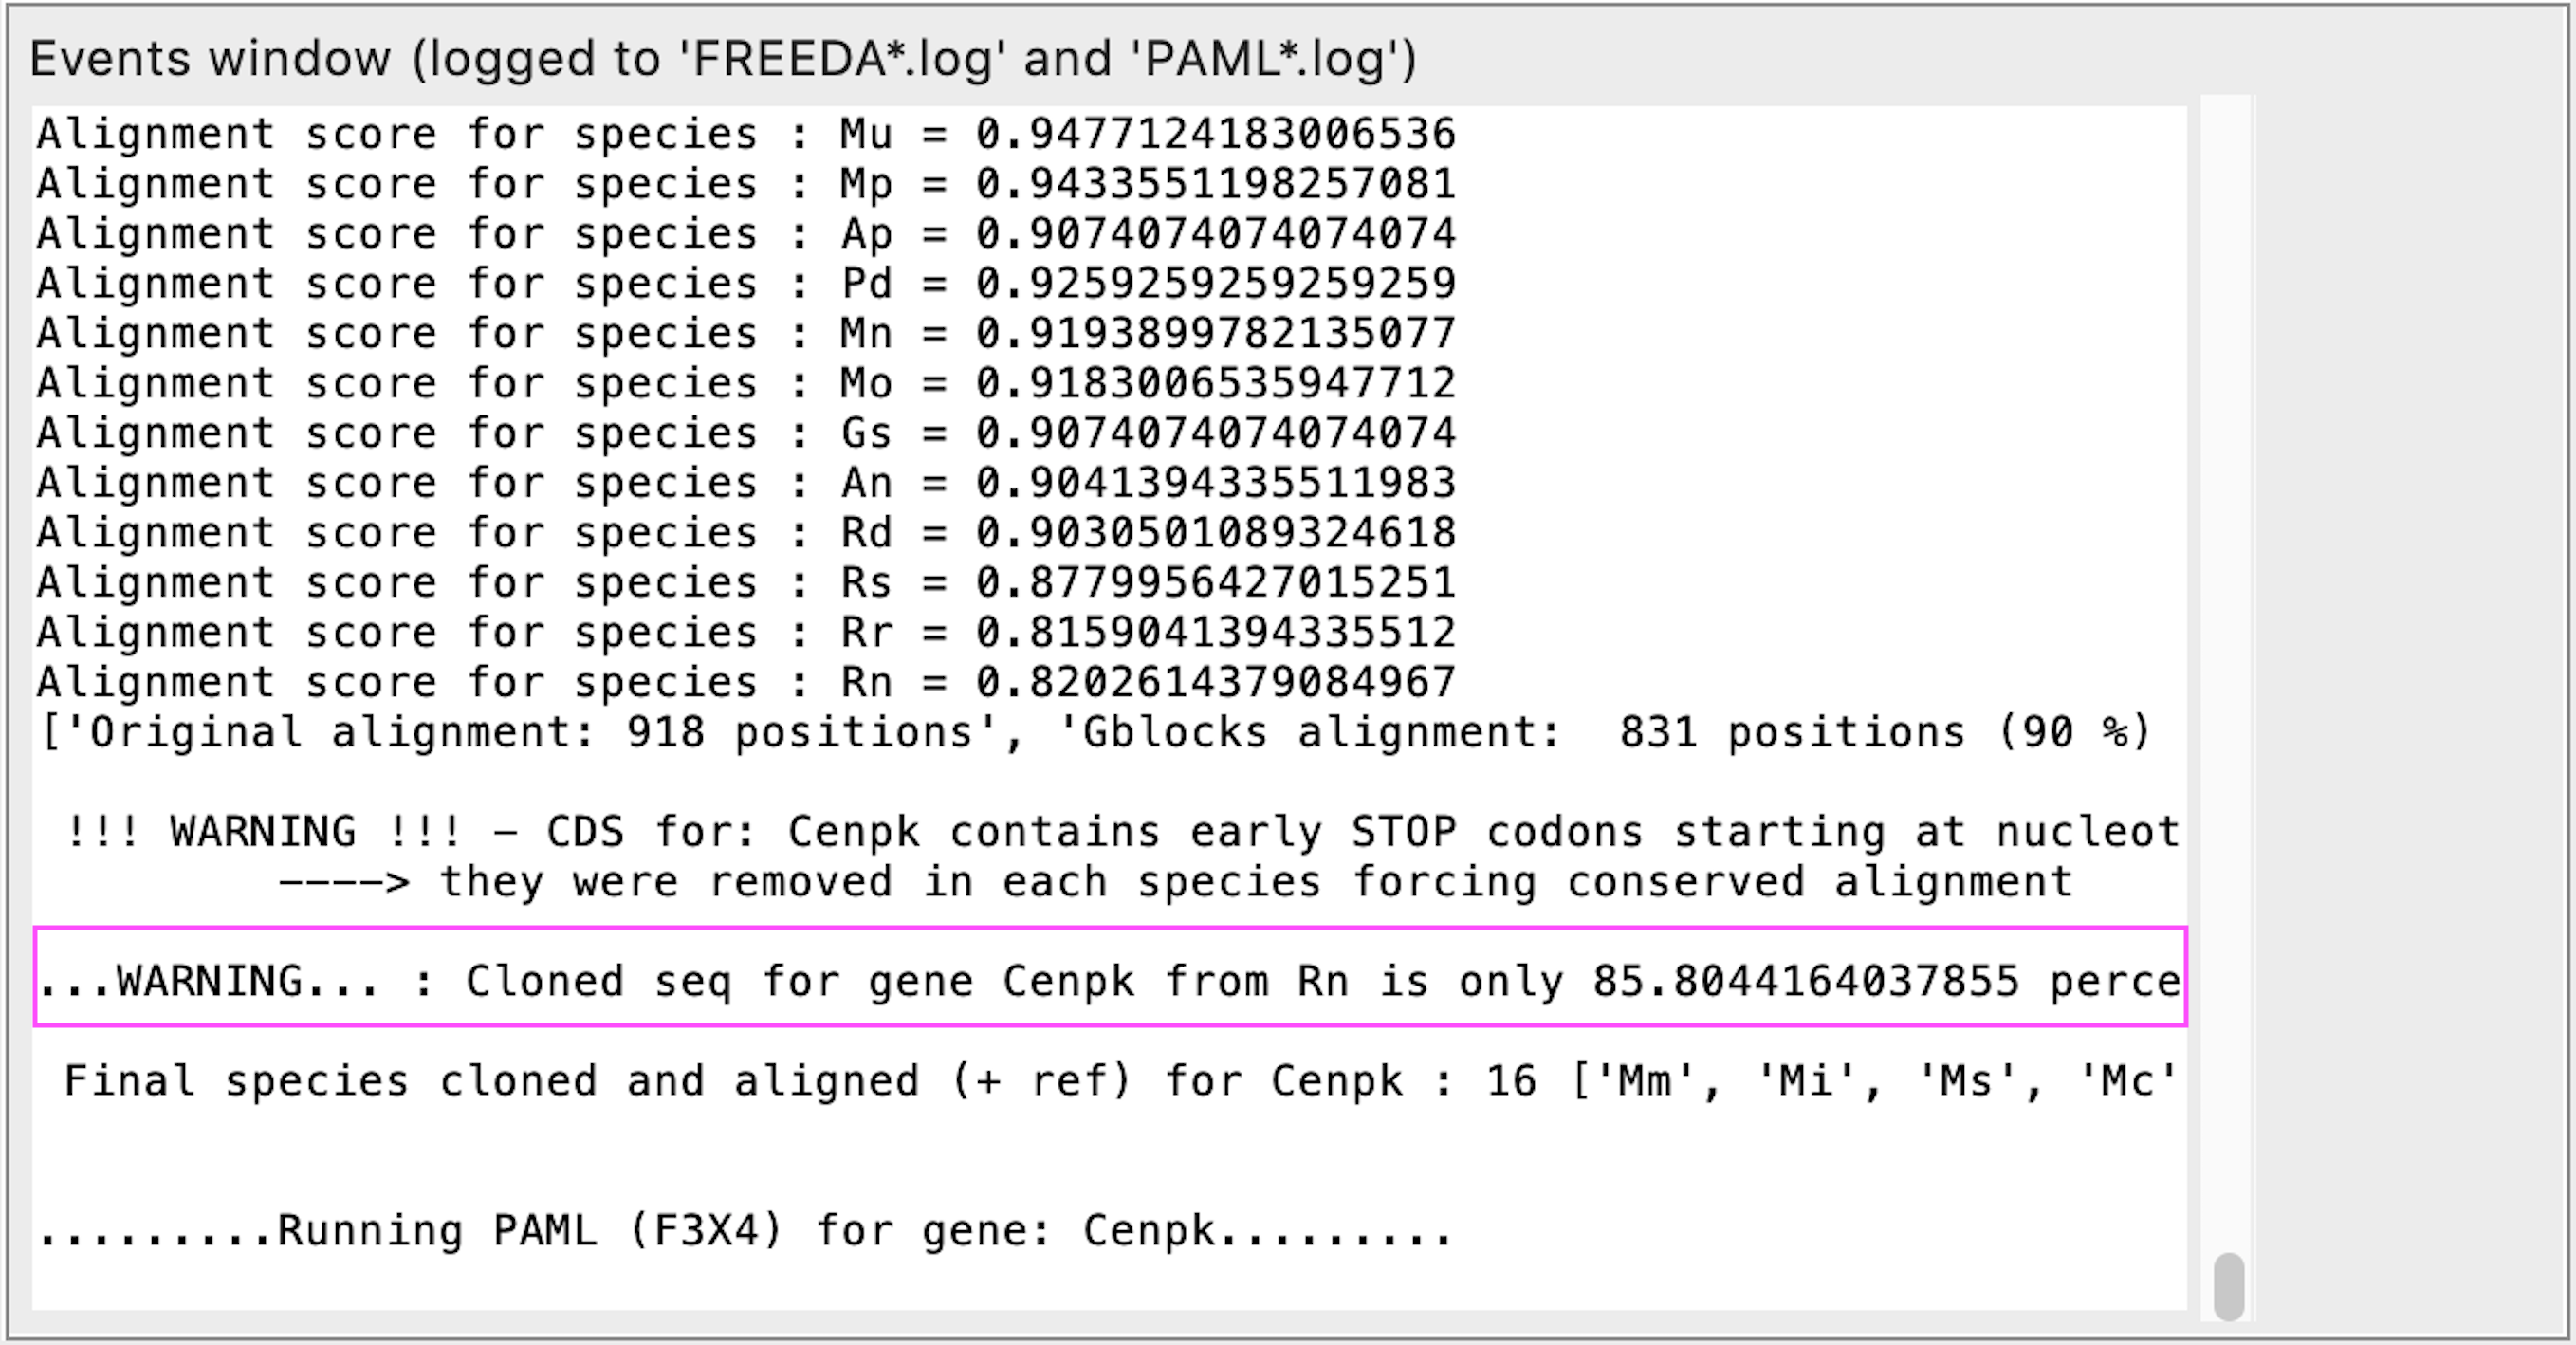 Events window (logged to 'FREEDA*.log' and 'PAML*.log')
Alignment score for species : Mu = 0.9477124183006536
Alignment score for species : Mp = 0.9433551198257081
Alignment score for species : Ap = 0.9074074074074074
Alignment score for species : Pd = 0.9259259259259259
Alignment score for species : Mn = 0.9193899782135077
Alignment score for species : Mo = 0.9183006535947712
Alignment score for species : Gs = 0.9074074074074074
Alignment score for species : An = 0.9041394335511983
Alignment score for species : Rd = 0.9030501089324618
Alignment score for species : Rs = 0.8779956427015251
Alignment score for species : Rr = 0.8159041394335512
Alignment score for species : Rn = 0.8202614379084967
['Original alignment: 918 positions', 'Gblocks alignment:  831 positions (90 %)
!!! WARNING !!! – CDS for: Cenpk contains early STOP codons starting at nucleot
----> they were removed in each species forcing conserved alignment
...WARNING... : Cloned seq for gene Cenpk from Rn is only 85.8044164037855 perce
Final species cloned and aligned (+ ref) for Cenpk : 16 ['Mm', 'Mi', 'Ms', 'Mc'
.........Running PAML (F3X4) for gene: Cenpk.........